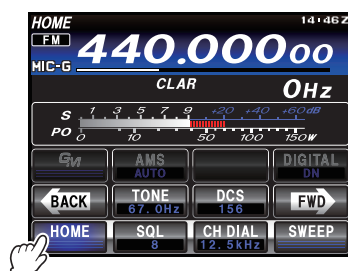 HOME 14:46Z
FM 440.00000
MIC-G
CLAR 0Hz
S 1 3 5 7 9 +20 +40 +60dB
PO 0 10 50 100 150W
GM AMS AUTO DIGITAL DN
BACK TONE 67.0Hz DCS 156 FWD
HOME SQL 8 CH DIAL 12.5kHz SWEEP